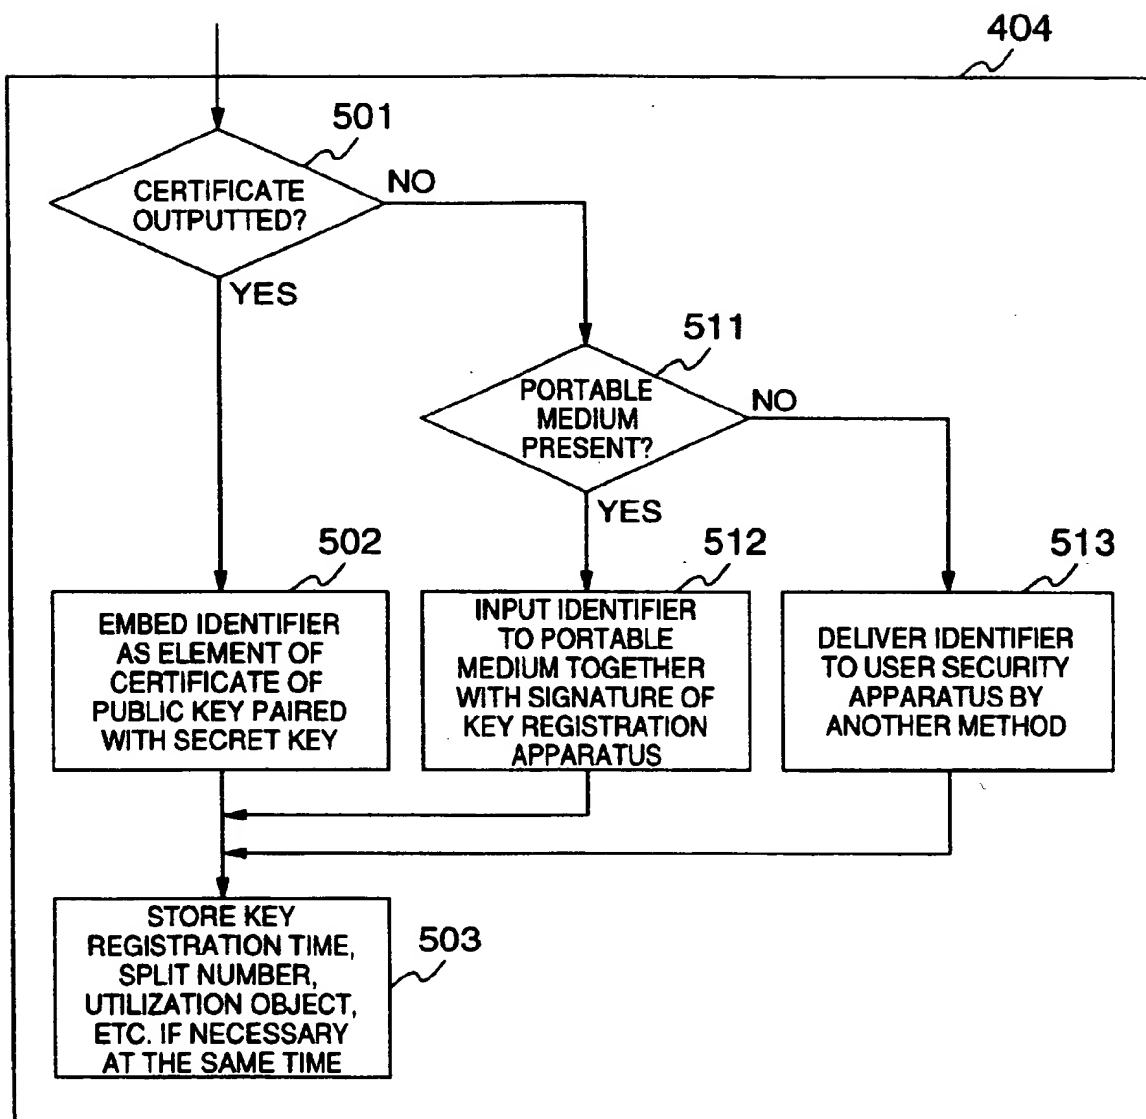 404
501
CERTIFICATE
OUTPUTTED?
NO
YES
511
PORTABLE
MEDIUM
PRESENT?
NO
YES
502
EMBED IDENTIFIER
AS ELEMENT OF
CERTIFICATE OF
PUBLIC KEY PAIRED
WITH SECRET KEY
512
INPUT IDENTIFIER
TO PORTABLE
MEDIUM TOGETHER
WITH SIGNATURE OF
KEY REGISTRATION
APPARATUS
513
DELIVER IDENTIFIER
TO USER SECURITY
APPARATUS BY
ANOTHER METHOD
STORE KEY
REGISTRATION TIME,
SPLIT NUMBER,
UTILIZATION OBJECT,
ETC. IF NECESSARY
AT THE SAME TIME
503